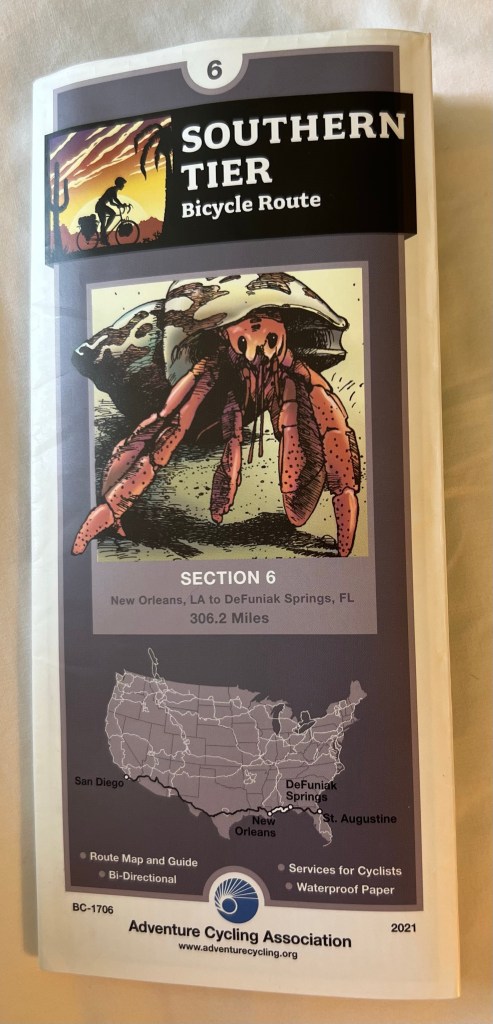 6
SOUTHERN
TIER
Bicycle Route
SECTION 6
New Orleans, LA to DeFuniak Springs, FL
306.2 Miles
San Diego
DeFuniak
Springs
New
Orleans
St. Augustine
Route Map and Guide
Bi-Directional
Services for Cyclists
Waterproof Paper
BC-1706
Adventure Cycling Association
2021
www.adventurecycling.org